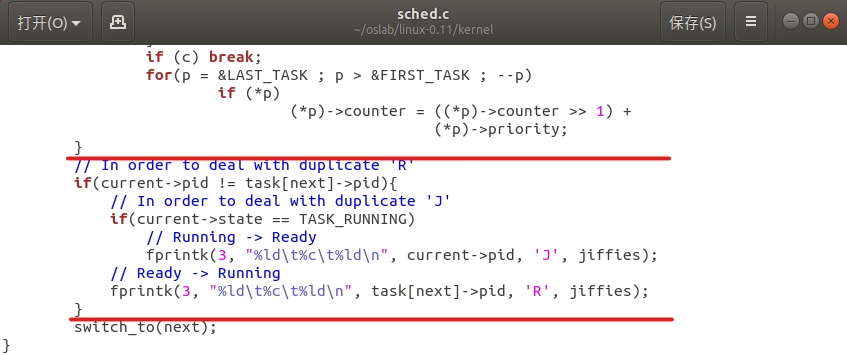 打开(O)
sched.c
~/oslab/linux-0.11/kernel
保存(S)
if (c) break;
for(p = &LAST_TASK ; p > &FIRST_TASK ; --p)
if (*p)
(*p)->counter = ((*p)->counter >> 1) +
(*p)->priority;
}
// In order to deal with duplicate 'R'
if(current->pid != task[next]->pid){
// In order to deal with duplicate 'J'
if(current->state == TASK_RUNNING)
// Running -> Ready
fprintk(3, "%ld\t%c\t%ld\n", current->pid, 'J', jiffies);
// Ready -> Running
fprintk(3, "%ld\t%c\t%ld\n", task[next]->pid, 'R', jiffies);
}
switch_to(next);
}